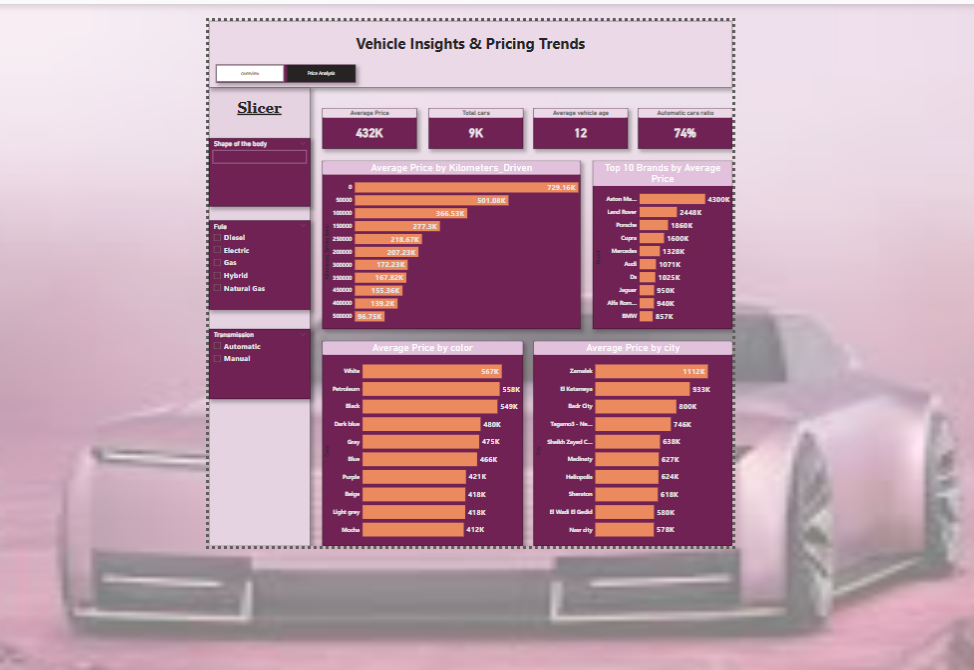 Vehicle Insights & Pricing Trends
Overview
Price Analysis
Slicer
Shape of the body
Fule
Diesel
Electric
Gas
Hybrid
Natural Gas
Transmission
Automatic
Manual
Average Price
432K
Total cars
9K
Average vehicle age
12
Automatic cars ratio
74%
Average Price by Kilometers_Driven
0 729.16K
50000 501.08K
100000 366.53K
150000 277.3K
250000 218.67K
200000 207.23K
300000 172.23K
350000 167.82K
450000 155.36K
400000 139.2K
500000 96.75K
Top 10 Brands by Average
Price
Aston Ma... 4300K
Land Rover 2448K
Porsche 1860K
Cupra 1600K
Mercedes 1328K
Audi 1071K
Ds 1025K
Jaguar 950K
Alfa Rom... 940K
BMW 857K
Average Price by color
White 567K
Petroleum 558K
Black 549K
Dark blue 480K
Gray 475K
Blue 466K
Purple 421K
Beige 418K
Light grey 418K
Mocha 412K
Average Price by city
Zamalek 1112K
El Katameya 933K
Badr City 800K
Tagamo3 - Ne... 746K
Sheikh Zayed C... 638K
Madinaty 627K
Heliopolis 624K
Sheraton 618K
El Wadi El Gedid 580K
Nasr city 578K